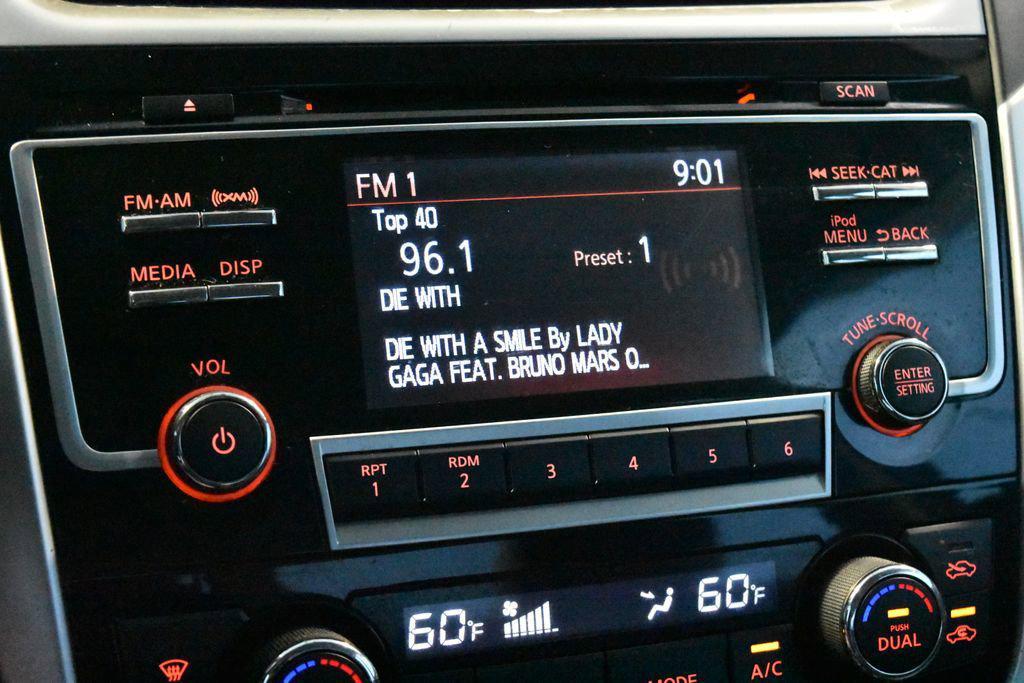 SCAN
FM·AM
((XM))
SEEK·CAT
iPod
MENU
BACK
MEDIA
DISP
FM 1
9:01
Top 40
96.1
Preset : 1
DIE WITH
DIE WITH A SMILE By LADY
GAGA FEAT. BRUNO MARS O...
TUNE·SCROLL
ENTER
SETTING
VOL
RPT
1
RDM
2
3
4
5
6
60°F
60°F
PUSH
DUAL
A/C
MODE